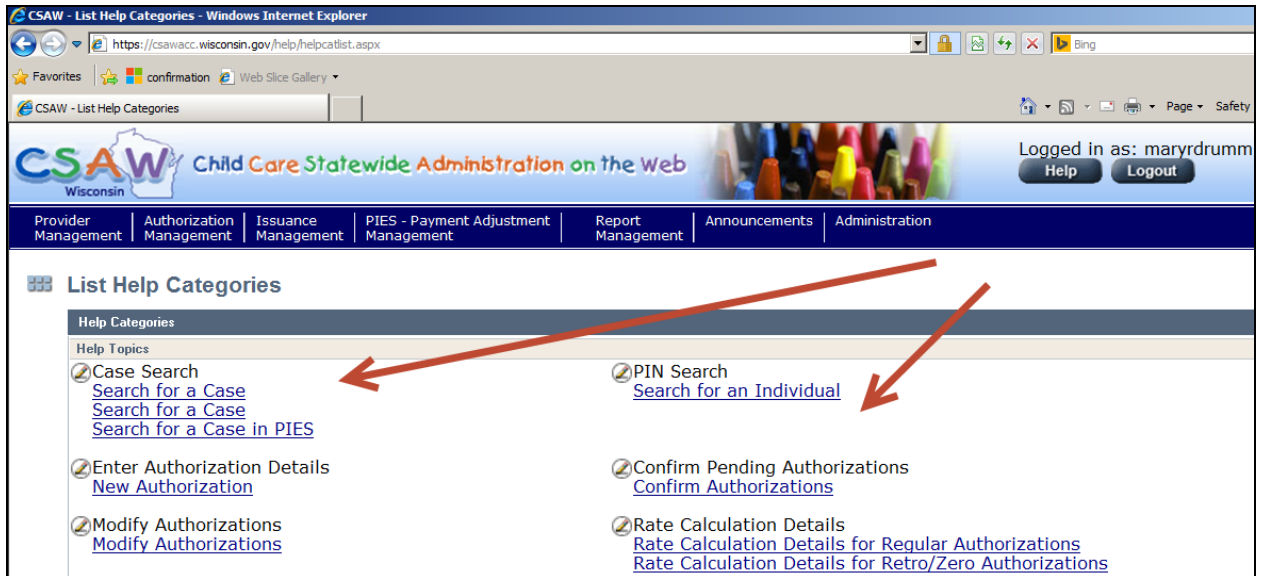 CSAW - List Help Categories - Windows Internet Explorer
https://csawacc.wisconsin.gov/help/helpcatlist.aspx
Bing
Favorites
confirmation
Web Slice Gallery
CSAW - List Help Categories
Page
Safety
CSAW
Wisconsin
Child Care Statewide Administration on the Web
Logged in as: maryrdrumm
Help
Logout
Provider Management
Authorization Management
Issuance Management
PIES - Payment Adjustment Management
Report Management
Announcements
Administration
List Help Categories
Help Categories
Help Topics
Case Search
Search for a Case
Search for a Case
Search for a Case in PIES
PIN Search
Search for an Individual
Enter Authorization Details
New Authorization
Confirm Pending Authorizations
Confirm Authorizations
Modify Authorizations
Modify Authorizations
Rate Calculation Details
Rate Calculation Details for Regular Authorizations
Rate Calculation Details for Retro/Zero Authorizations